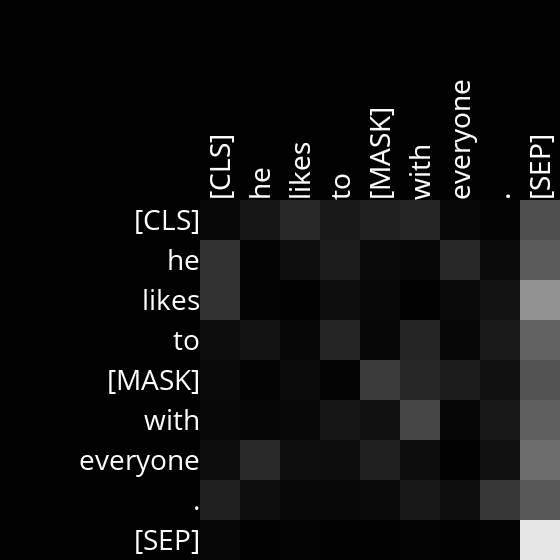 [CLS] he likes to [MASK] with everyone . [SEP]
[CLS]
he
likes
to
[MASK]
with
everyone
.
[SEP]